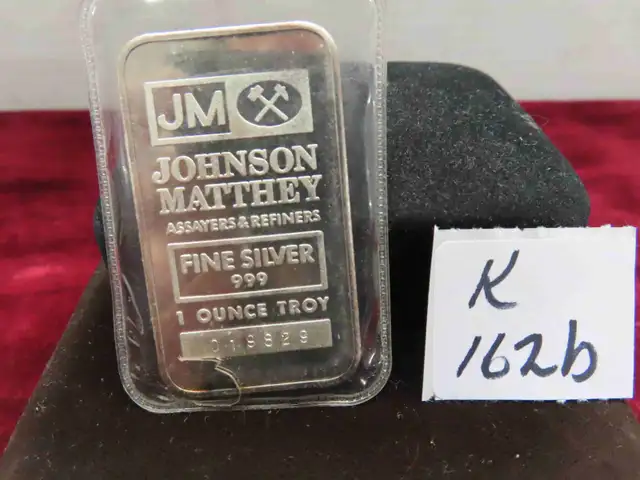 JM
JOHNSON
MATTHEY
ASSAYERS & REFINERS
FINE SILVER
999
1 OUNCE TROY
019829
K
162b